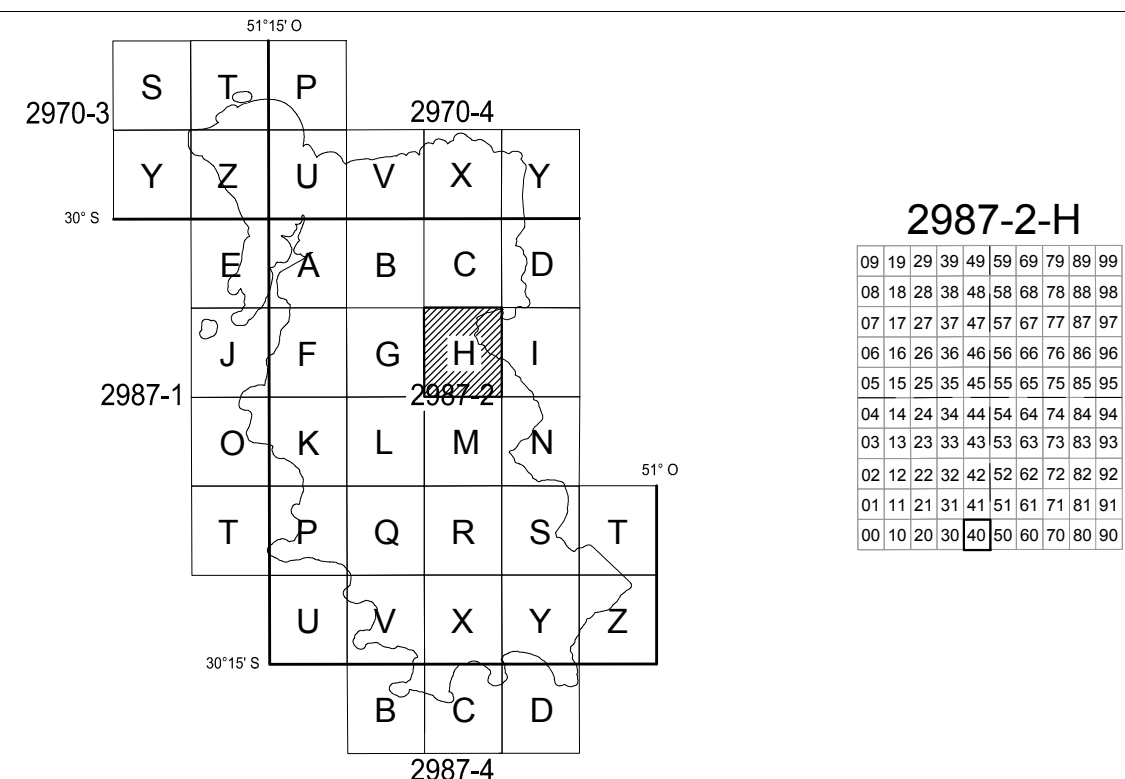 51°15' O
S T P
2970-3 2970-4
Y Z U V X Y
30° S
E A B C D
J F G H I
2987-1 2987-2
O K L M N
51° O
T P Q R S T
U V X Y Z
30°15' S
B C D
2987-4
2987-2-H
09 19 29 39 49 59 69 79 89 99
08 18 28 38 48 58 68 78 88 98
07 17 27 37 47 57 67 77 87 97
06 16 26 36 46 56 66 76 86 96
05 15 25 35 45 55 65 75 85 95
04 14 24 34 44 54 64 74 84 94
03 13 23 33 43 53 63 73 83 93
02 12 22 32 42 52 62 72 82 92
01 11 21 31 41 51 61 71 81 91
00 10 20 30 40 50 60 70 80 90